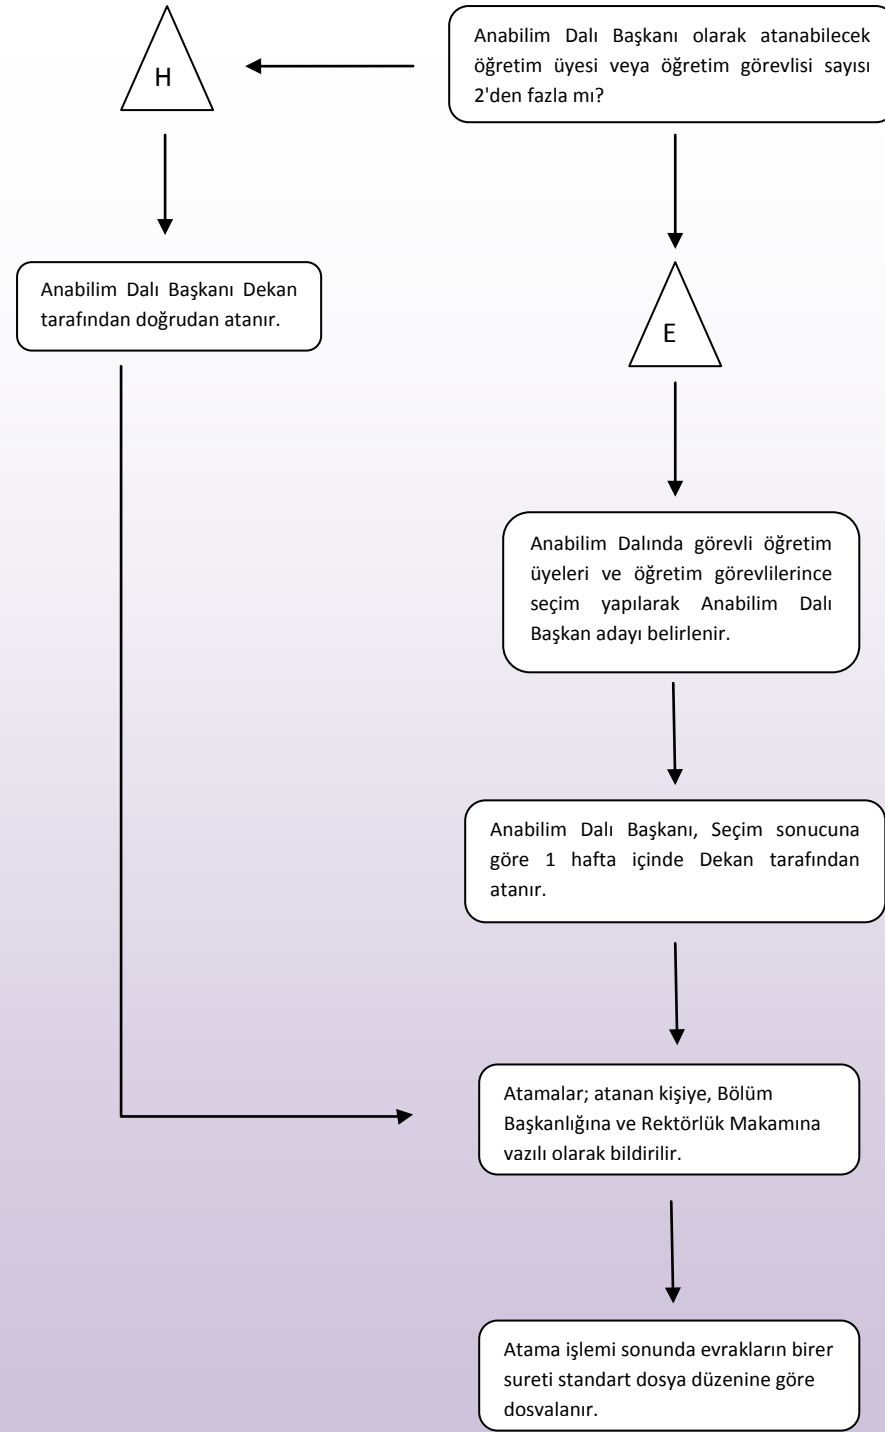 Anabilim Dalı Başkanı olarak atanabilecek
öğretim üyesi veya öğretim görevlisi sayısı
2'den fazla mı?
H
Anabilim Dalı Başkanı Dekan
tarafından doğrudan atanır.
E
Anabilim Dalında görevli öğretim
üyeleri ve öğretim görevlilerince
seçim yapılarak Anabilim Dalı
Başkan adayı belirlenir.
Anabilim Dalı Başkanı, Seçim sonucuna
göre 1 hafta içinde Dekan tarafından
atanır.
Atamalar; atanan kişiye, Bölüm
Başkanlığına ve Rektörlük Makamına
yazılı olarak bildirilir.
Atama işlemi sonunda evrakların birer
sureti standart dosya düzenine göre
dosyalanır.